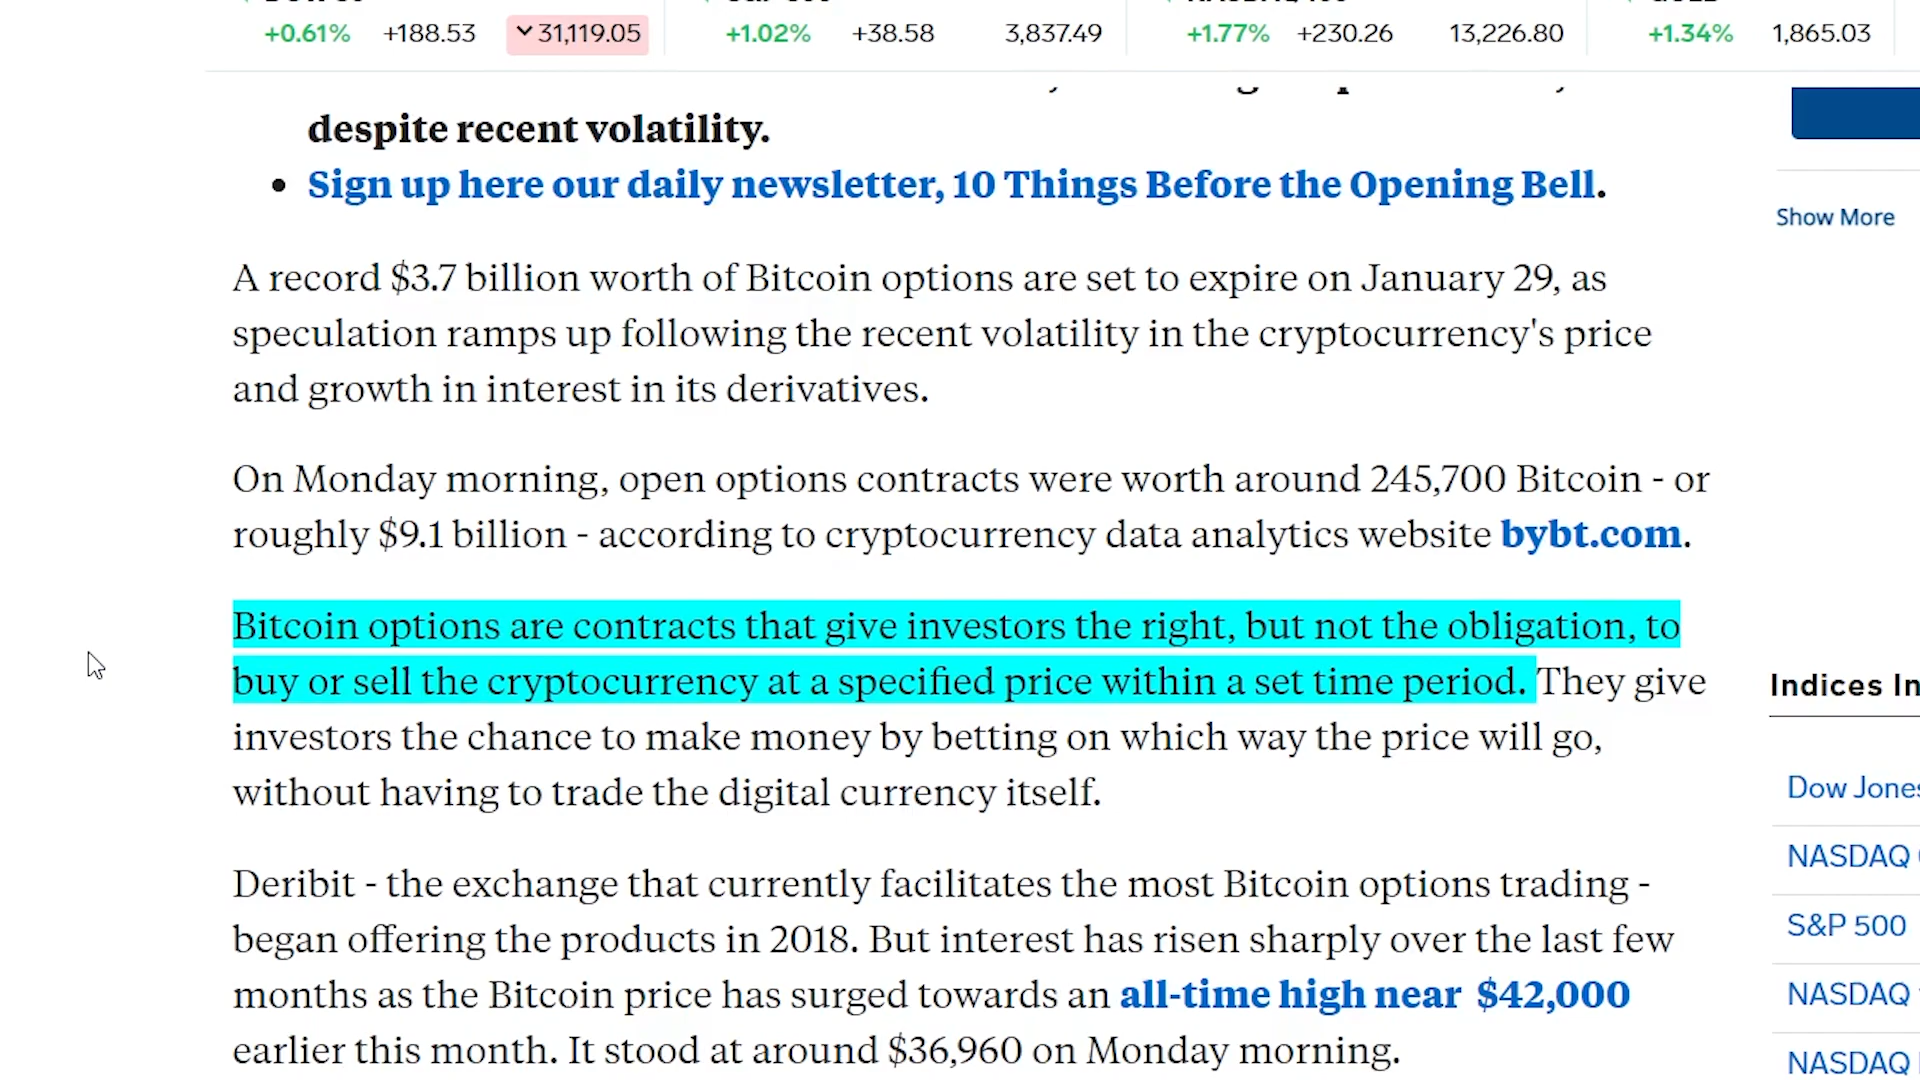 +0.61% +188.53 31,119.05 +1.02% +38.58 3,837.49 +1.77% +230.26 13,226.80 +1.34% 1,865.03
despite recent volatility.
• Sign up here our daily newsletter, 10 Things Before the Opening Bell.
Show More
A record $3.7 billion worth of Bitcoin options are set to expire on January 29, as
speculation ramps up following the recent volatility in the cryptocurrency's price
and growth in interest in its derivatives.
On Monday morning, open options contracts were worth around 245,700 Bitcoin - or
roughly $9.1 billion - according to cryptocurrency data analytics website bybt.com.
Bitcoin options are contracts that give investors the right, but not the obligation, to
buy or sell the cryptocurrency at a specified price within a set time period. They give
investors the chance to make money by betting on which way the price will go,
without having to trade the digital currency itself.
Deribit - the exchange that currently facilitates the most Bitcoin options trading -
began offering the products in 2018. But interest has risen sharply over the last few
months as the Bitcoin price has surged towards an all-time high near $42,000
earlier this month. It stood at around $36,960 on Monday morning.
Indices In
Dow Jones
NASDAQ
S&P 500
NASDAQ
NASDAQ